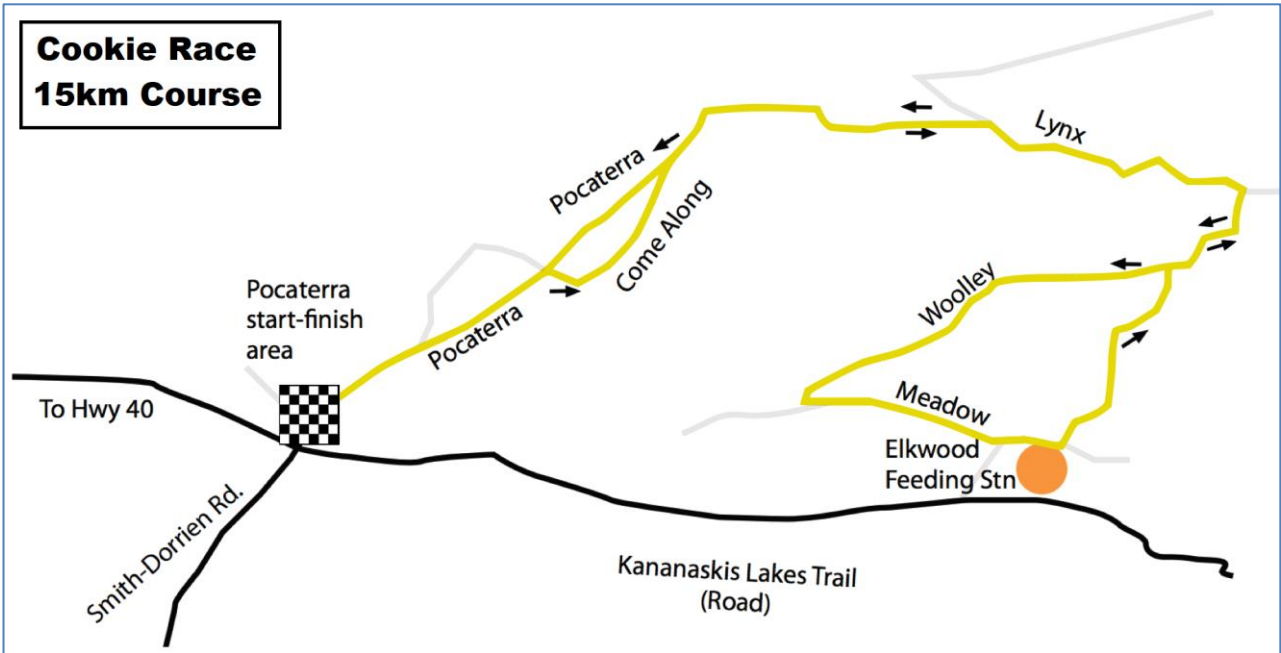 Cookie Race
15km Course
Lynx
Pocaterra
Come Along
Pocaterra
start-finish
area
Pocaterra
Woolley
To Hwy 40
Meadow
Elkwood
Feeding Stn
Smith-Dorrien Rd.
Kananaskis Lakes Trail
(Road)